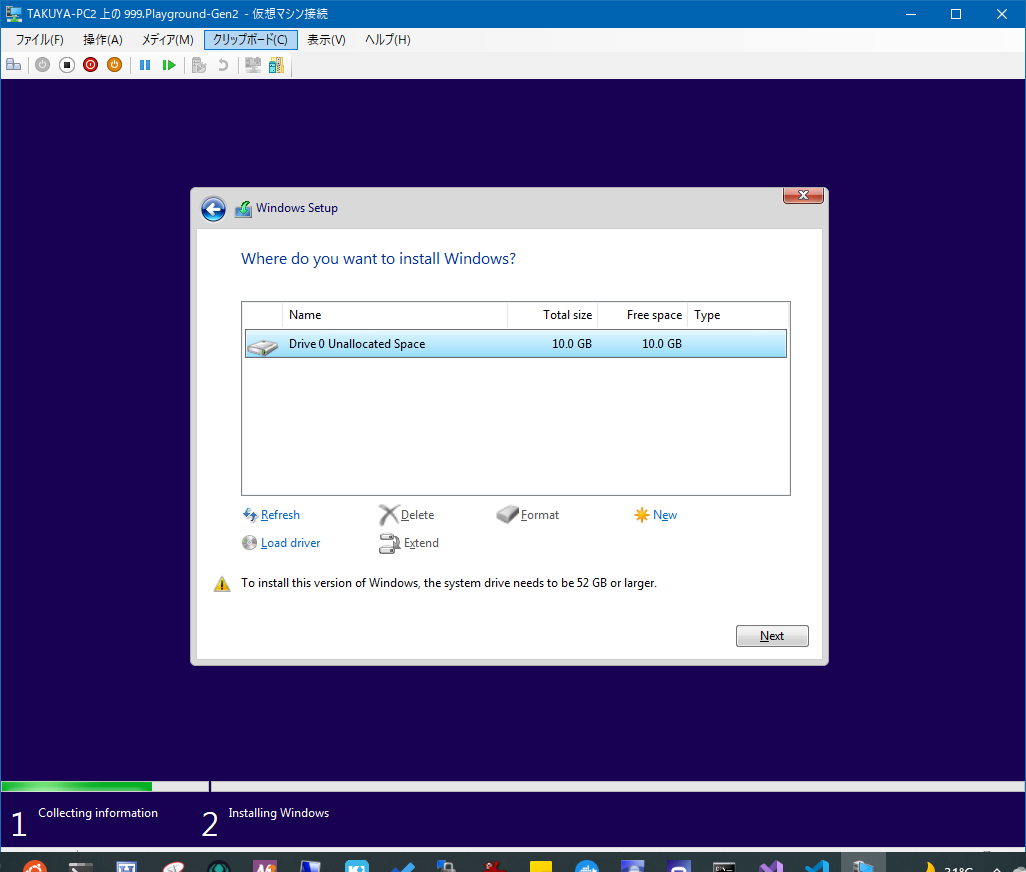 TAKUYA-PC2 上の 999.Playground-Gen2 - 仮想マシン接続
ファイル(F) 操作(A) メディア(M) クリップボード(C) 表示(V) ヘルプ(H)
Windows Setup
Where do you want to install Windows?
Name Total size Free space Type
Drive 0 Unallocated Space 10.0 GB 10.0 GB
Refresh Delete Format New
Load driver Extend
To install this version of Windows, the system drive needs to be 52 GB or larger.
Next
1 Collecting information 2 Installing Windows